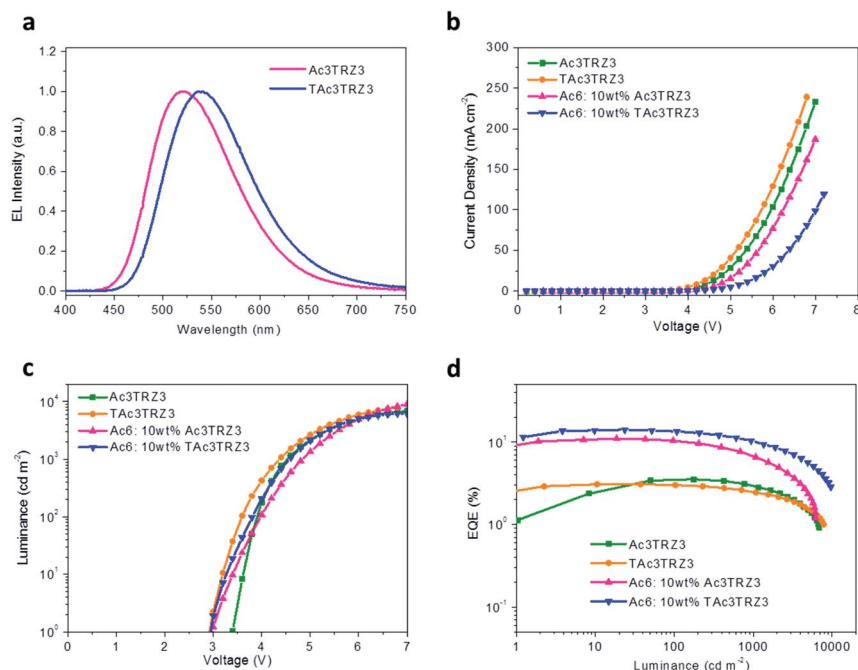 a
EL Intensity (a.u.)
1.0
0.8
0.6
0.4
0.2
0.0
Ac3TRZ3
TAc3TRZ3
400 450 500 550 600 650 700 750
Wavelength (nm)
b
Current Density (mA cm⁻²)
300
250
200
150
100
50
0
Ac3TRZ3
TAc3TRZ3
Ac6: 10wt% Ac3TRZ3
Ac6: 10wt% TAc3TRZ3
0 1 2 3 4 5 6 7 8
Voltage (V)
c
Luminance (cd m⁻²)
10⁴
10³
10²
10¹
10⁰
Ac3TRZ3
TAc3TRZ3
Ac6: 10wt% Ac3TRZ3
Ac6: 10wt% TAc3TRZ3
0 1 2 3 4 5 6 7
Voltage (V)
d
EQE (%)
10¹
10⁰
10⁻¹
Ac3TRZ3
TAc3TRZ3
Ac6: 10wt% Ac3TRZ3
Ac6: 10wt% TAc3TRZ3
1 10 100 1000 10000
Luminance (cd m⁻²)